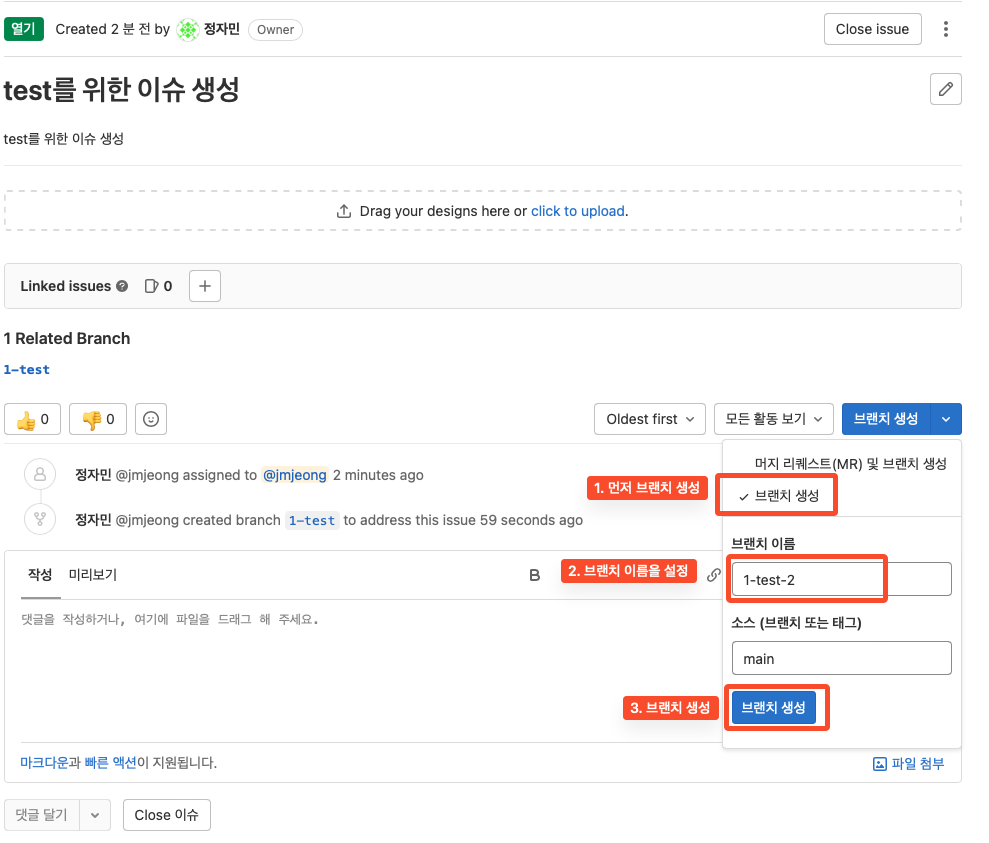 열기 Created 2 분 전 by 정자민 Owner Close issue
test를 위한 이슈 생성
test를 위한 이슈 생성
Drag your designs here or click to upload.
Linked issues 0
1 Related Branch
1-test
0 0 Oldest first 모든 활동 보기 브랜치 생성
머지 리퀘스트(MR) 및 브랜치 생성
정자민 @jmjeong assigned to @jmjeong 2 minutes ago
1. 먼저 브랜치 생성 브랜치 생성
정자민 @jmjeong created branch 1-test to address this issue 59 seconds ago
브랜치 이름
작성 미리보기 B 2. 브랜치 이름을 설정 1-test-2
댓글을 작성하거나, 여기에 파일을 드래그 해 주세요.
소스 (브랜치 또는 태그)
main
3. 브랜치 생성 브랜치 생성
마크다운과 빠른 액션이 지원됩니다. 파일 첨부
댓글 달기 Close 이슈